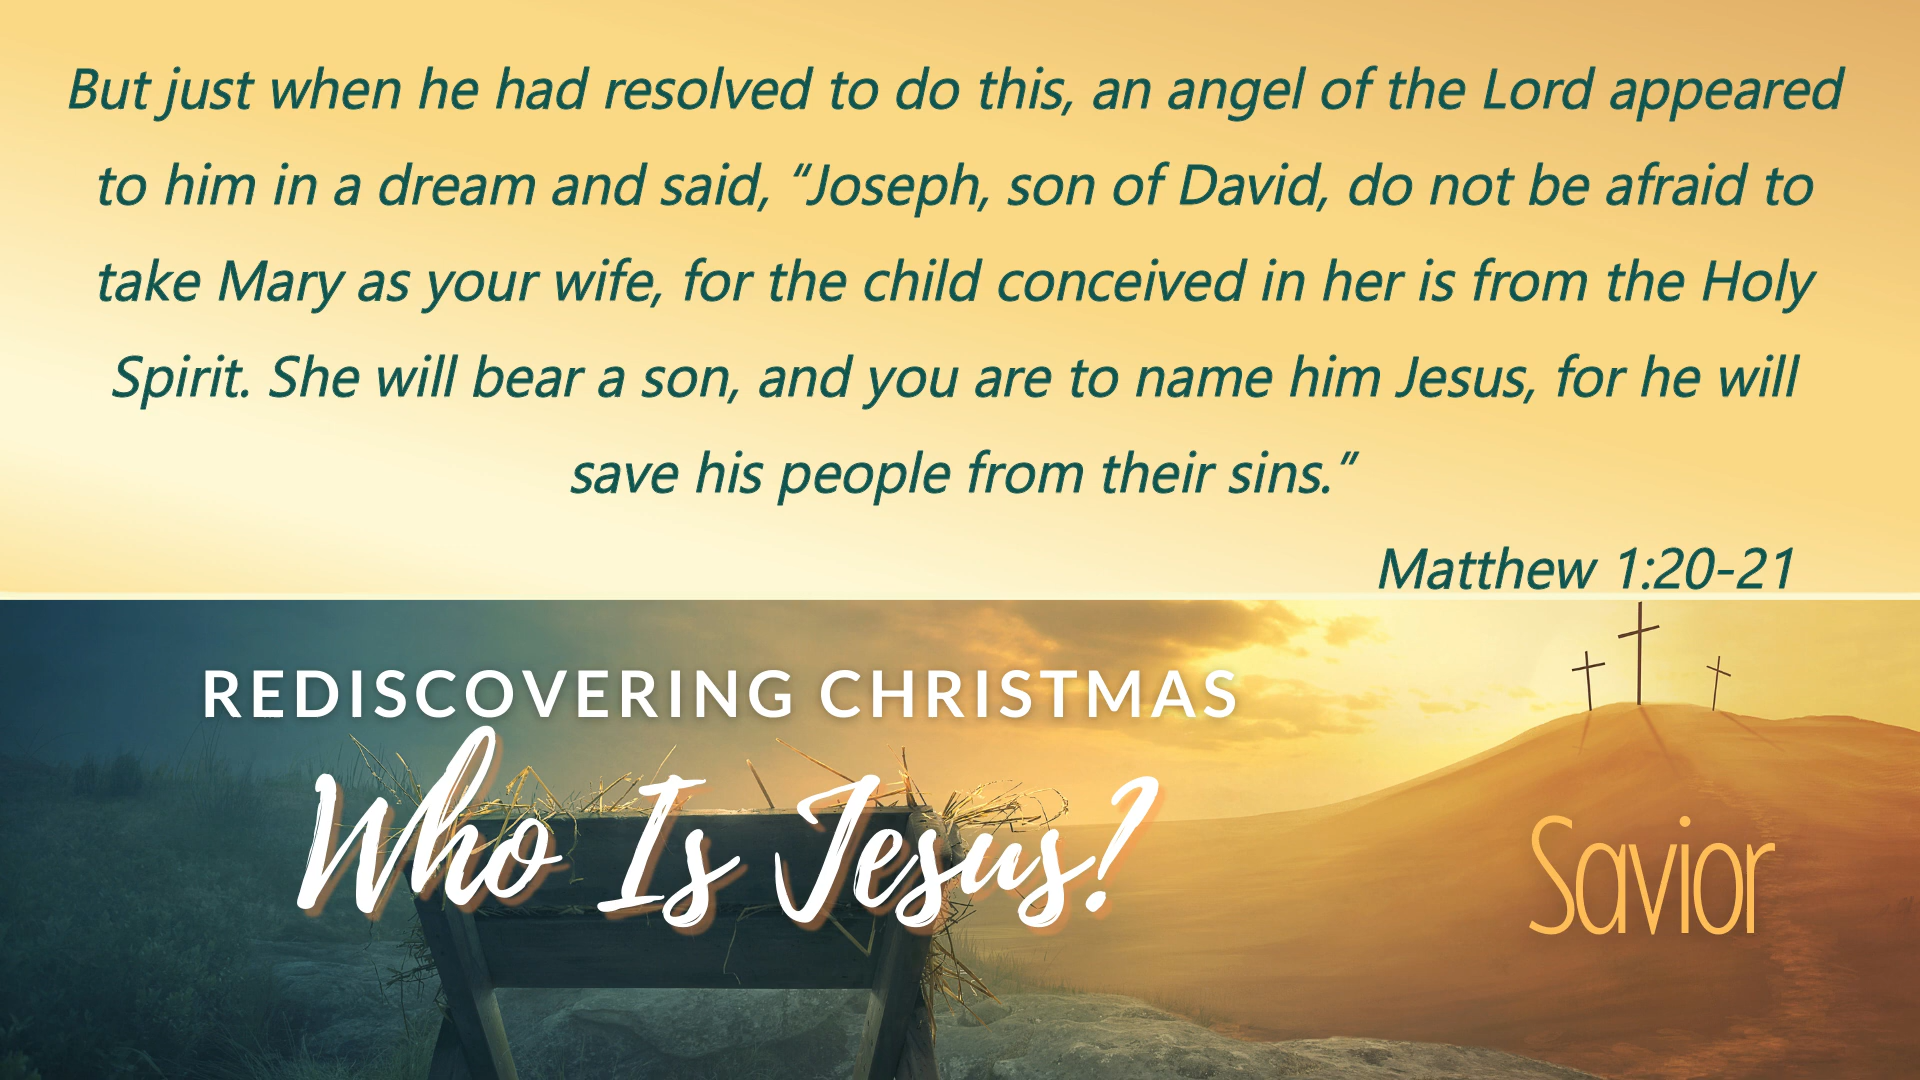 But just when he had resolved to do this, an angel of the Lord appeared
to him in a dream and said, “Joseph, son of David, do not be afraid to
take Mary as your wife, for the child conceived in her is from the Holy
Spirit. She will bear a son, and you are to name him Jesus, for he will
save his people from their sins.”
Matthew 1:20-21
REDISCOVERING CHRISTMAS
Who Is Jesus?
Savior